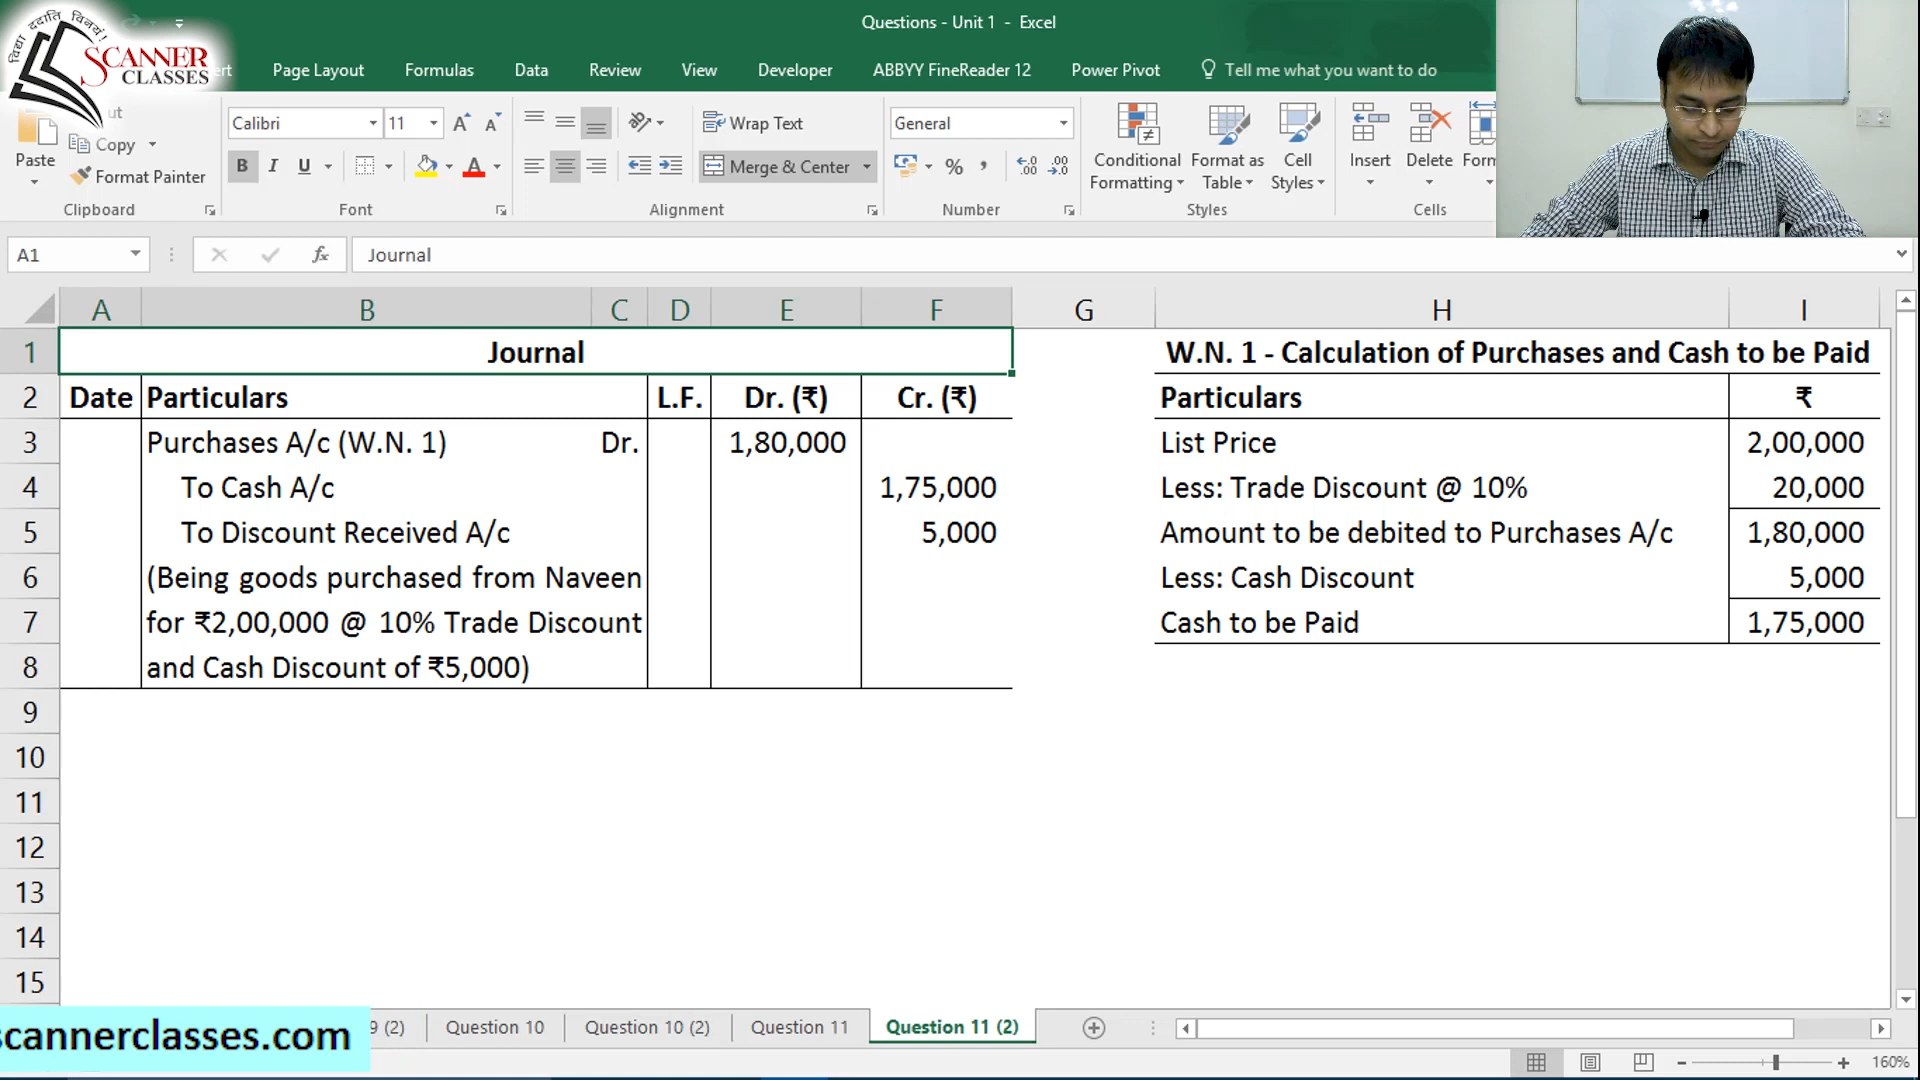 Questions - Unit 1 - Excel
विद्या ददाति विनयं!
SCANNER
CLASSES
Page Layout
Formulas
Data
Review
View
Developer
ABBYY FineReader 12
Power Pivot
Tell me what you want to do
Paste
Copy
Format Painter
Clipboard
Calibri
11
B I U
Font
Wrap Text
Merge & Center
Alignment
General
%
Number
Conditional
Formatting
Format as
Table
Cell
Styles
Styles
Insert
Delete
Form
Cells
A1
fx
Journal
A B C D E F G H I
1 Journal W.N. 1 - Calculation of Purchases and Cash to be Paid
2 Date Particulars L.F. Dr. (₹) Cr. (₹) Particulars ₹
3 Purchases A/c (W.N. 1) Dr. 1,80,000 List Price 2,00,000
4 To Cash A/c 1,75,000 Less: Trade Discount @ 10% 20,000
5 To Discount Received A/c 5,000 Amount to be debited to Purchases A/c 1,80,000
6 (Being goods purchased from Naveen Less: Cash Discount 5,000
7 for ₹2,00,000 @ 10% Trade Discount Cash to be Paid 1,75,000
8 and Cash Discount of ₹5,000)
9
10
11
12
13
14
15
scannerclasses.com
9 (2)
Question 10
Question 10 (2)
Question 11
Question 11 (2)
160%